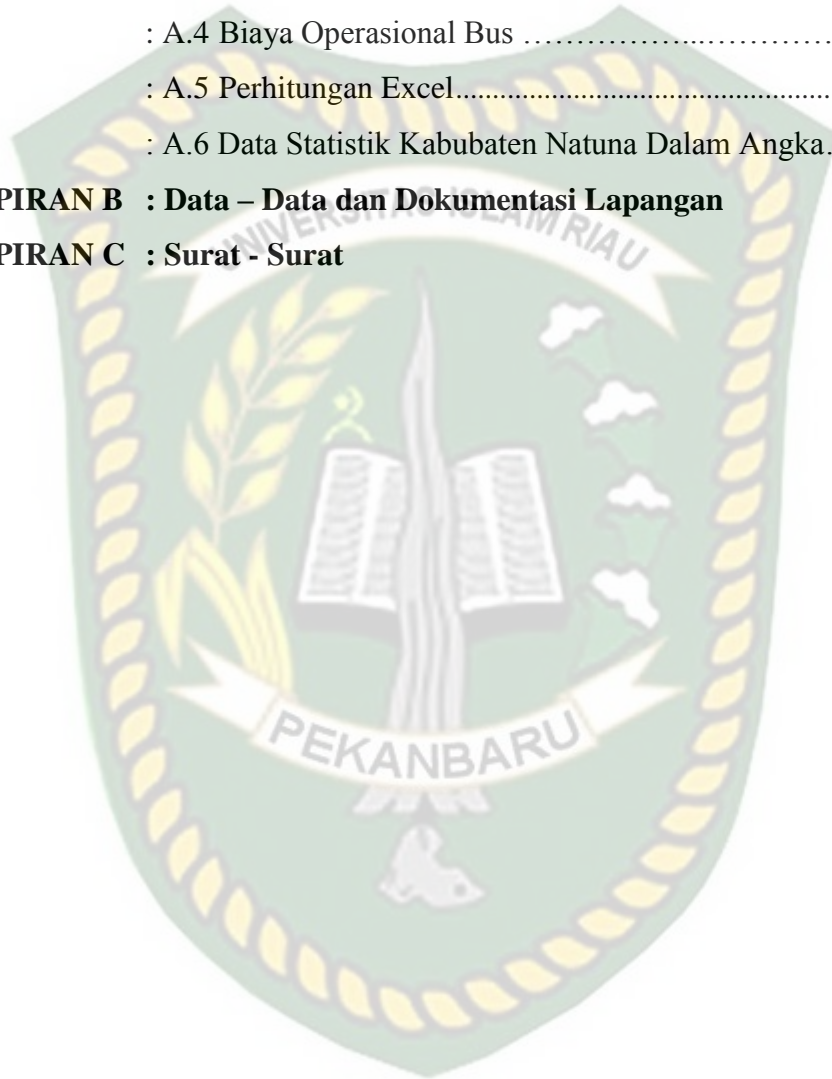 : A.4 Biaya Operasional Bus ……………...………….
: A.5 Perhitungan Excel...................................................
: A.6 Data Statistik Kabubaten Natuna Dalam Angka.
PIRAN B : Data – Data dan Dokumentasi Lapangan
PIRAN C : Surat - Surat
UNIVERSITAS ISLAM RIAU
PEKANBARU